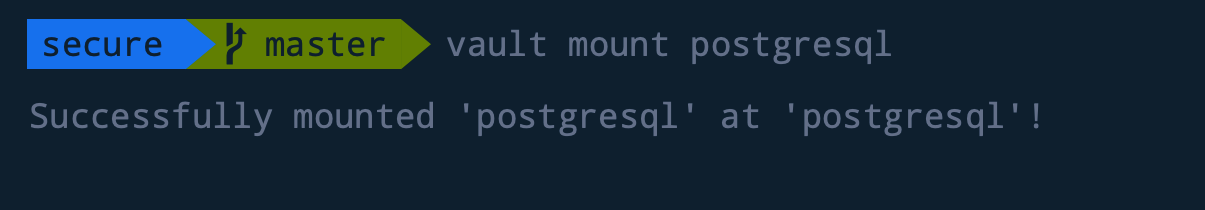 secure master vault mount postgresql
Successfully mounted 'postgresql' at 'postgresql'!